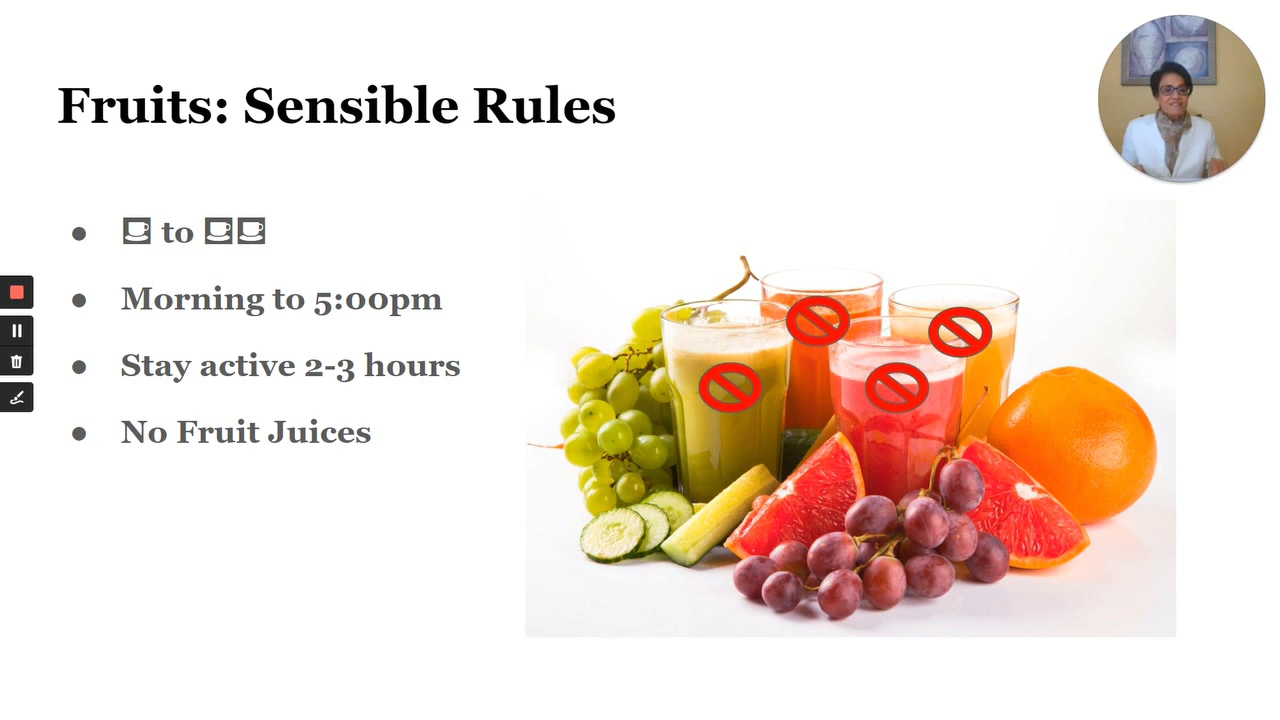 Fruits: Sensible Rules
● ☕ to ☕☕
● Morning to 5:00pm
● Stay active 2-3 hours
● No Fruit Juices